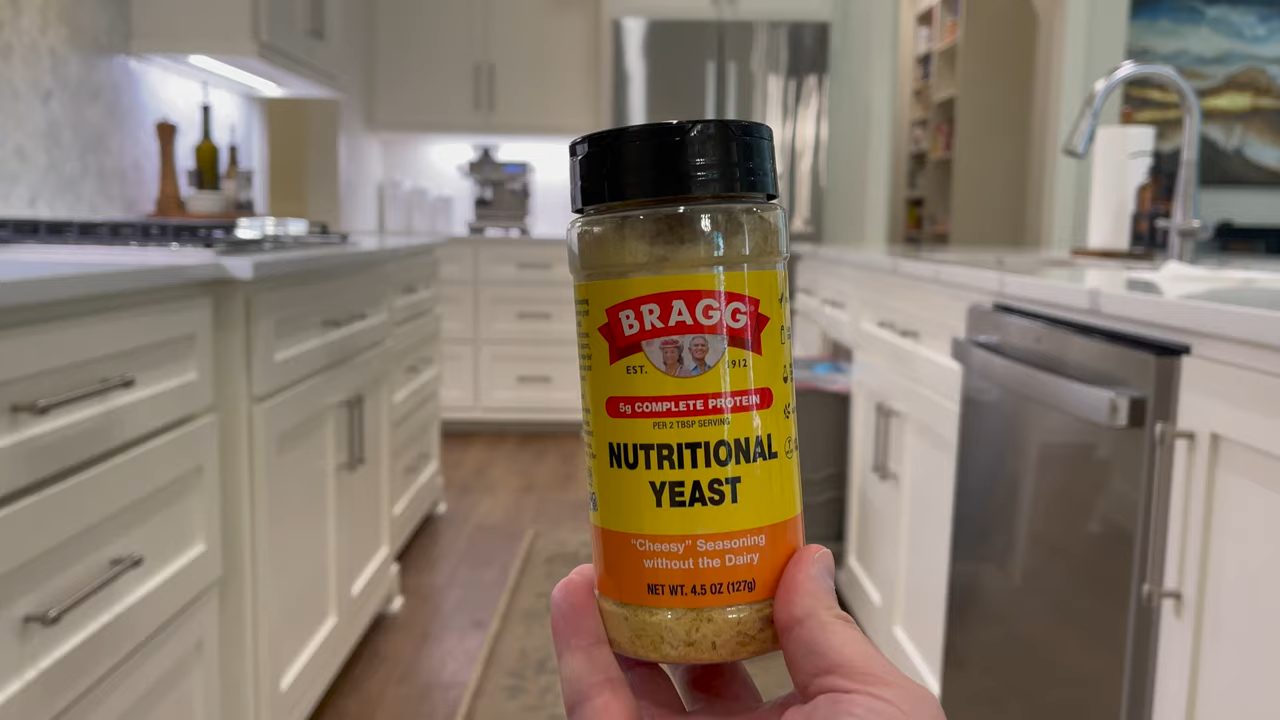 BRAGG
EST. 1912
5g COMPLETE PROTEIN
PER 2 TBSP SERVING
NUTRITIONAL
YEAST
“Cheesy” Seasoning
without the Dairy
NET WT. 4.5 OZ (127g)